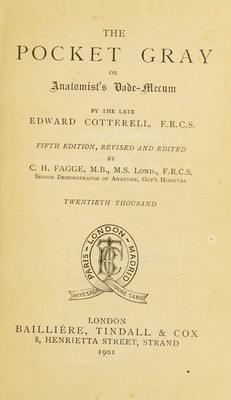 THE
POCKET GRAY
OR
Anatomist's Vade-Mecum
BY THE LATE
EDWARD COTTERELL, F.R.C.S.
FIFTH EDITION, REVISED AND EDITED
BY
C. H. FAGGE, M.B., M.S. LOND., F.R.C.S.
SENIOR DEMONSTRATOR OF ANATOMY, GUY'S HOSPITAL
TWENTIETH THOUSAND
PARIS-LONDON-MADRID
LONDON
BAILLIÈRE, TINDALL & COX
8, HENRIETTA STREET, STRAND
1901